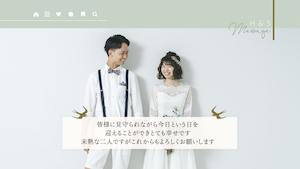 H & S
Message
皆様に見守られながら今日という日を
迎えることができとても幸せです
未熟な二人ですがこれからもよろしくお願いします